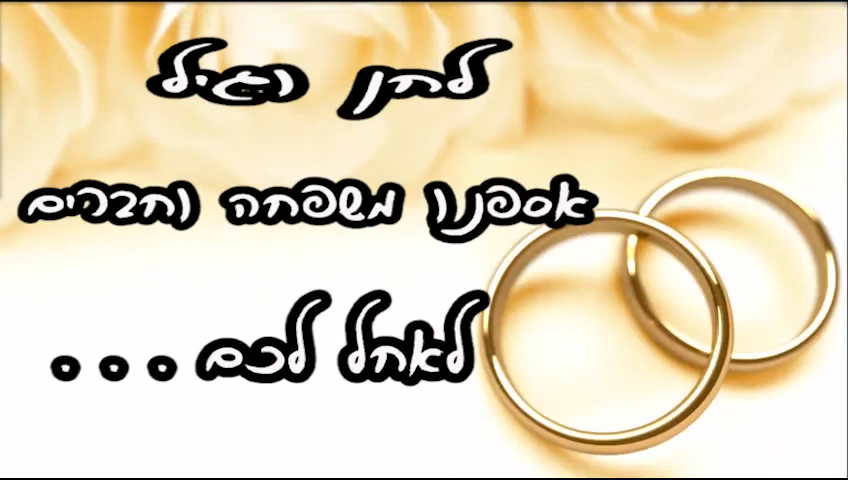 לחן וגיל
אספנו משפחה וחברים
לאחל לכם . . .